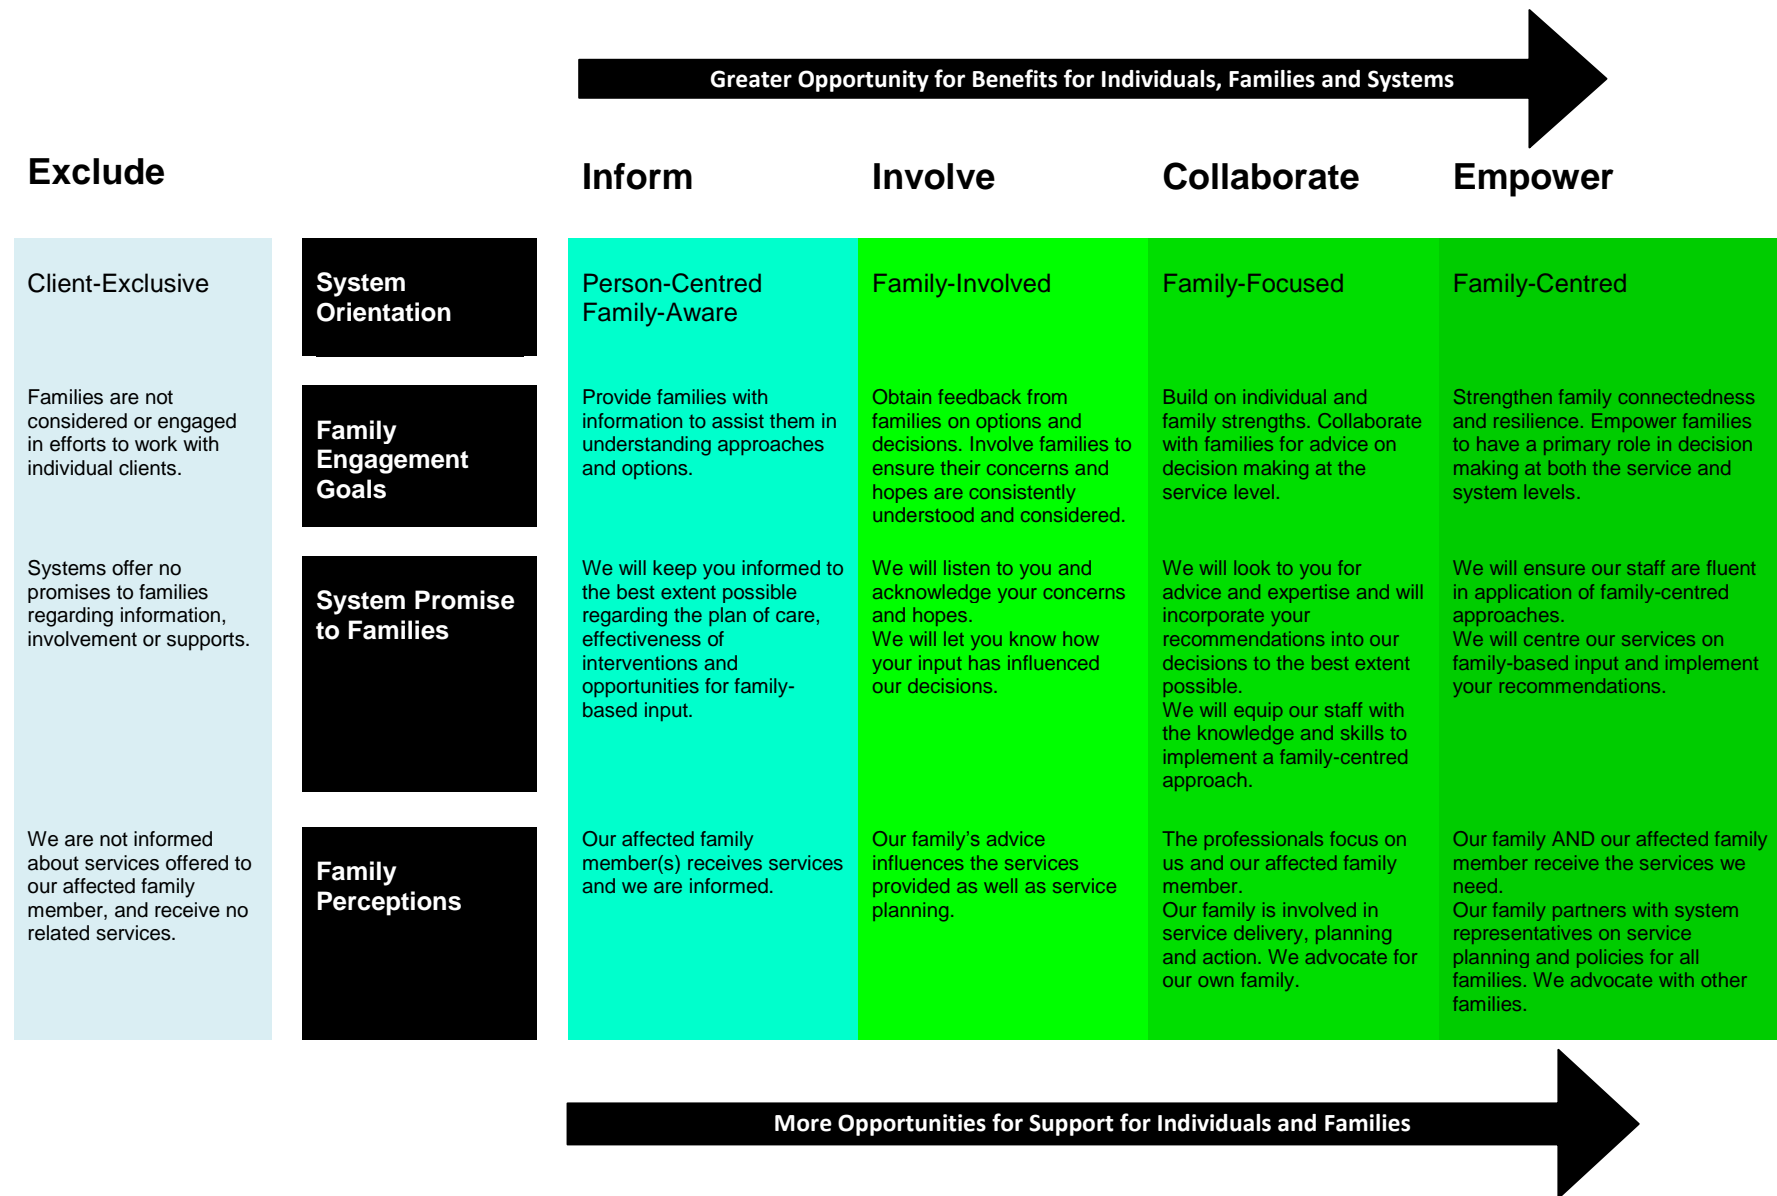 Greater Opportunity for Benefits for Individuals, Families and Systems
Exclude
Inform
Involve
Collaborate
Empower
Client-Exclusive
System
Orientation
Person-Centred
Family-Aware
Family-Involved
Family-Focused
Family-Centred
Families are not
considered or engaged
in efforts to work with
individual clients.
Family
Engagement
Goals
Provide families with
information to assist them in
understanding approaches
and options.
Obtain feedback from
families on options and
decisions. Involve families to
ensure their concerns and
hopes are consistently
understood and considered.
Build on individual and
family strengths. Collaborate
with families for advice on
decision making at the
service level.
Strengthen family connectedness
and resilience. Empower families
to have a primary role in decision
making at both the service and
system levels.
Systems offer no
promises to families
regarding information,
involvement or supports.
System Promise
to Families
We will keep you informed to
the best extent possible
regarding the plan of care,
effectiveness of
interventions and
opportunities for family-
based input.
We will listen to you and
acknowledge your concerns
and hopes.
We will let you know how
your input has influenced
our decisions.
We will look to you for
advice and expertise and will
incorporate your
recommendations into our
decisions to the best extent
possible.
We will equip our staff with
the knowledge and skills to
implement a family-centred
approach.
We will ensure our staff are fluent
in application of family-centred
approaches.
We will centre our services on
family-based input and implement
your recommendations.
We are not informed
about services offered to
our affected family
member, and receive no
related services.
Family
Perceptions
Our affected family
member(s) receives services
and we are informed.
Our family’s advice
influences the services
provided as well as service
planning.
The professionals focus on
us and our affected family
member.
Our family is involved in
service delivery, planning
and action. We advocate for
our own family.
Our family AND our affected family
member receive the services we
need.
Our family partners with system
representatives on service
planning and policies for all
families. We advocate with other
families.
More Opportunities for Support for Individuals and Families